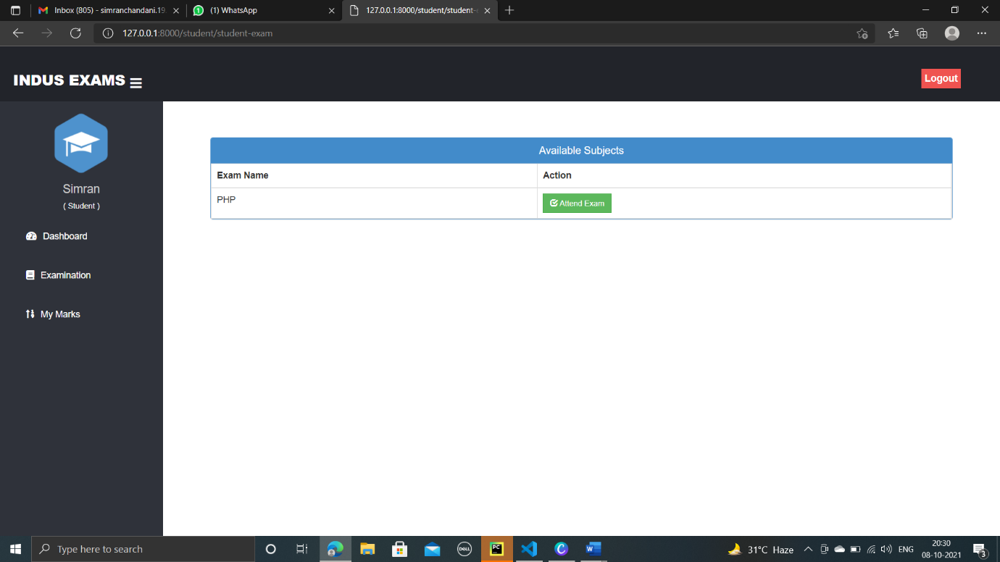 Inbox (805) - simranchandani.19
(1) WhatsApp
127.0.0.1:8000/student/student-
127.0.0.1:8000/student/student-exam
INDUS EXAMS
Logout
Simran
( Student )
Dashboard
Examination
My Marks
Available Subjects
Exam Name Action
PHP Attend Exam
Type here to search
DELL
PC
31°C Haze
ENG
20:30
08-10-2021
3